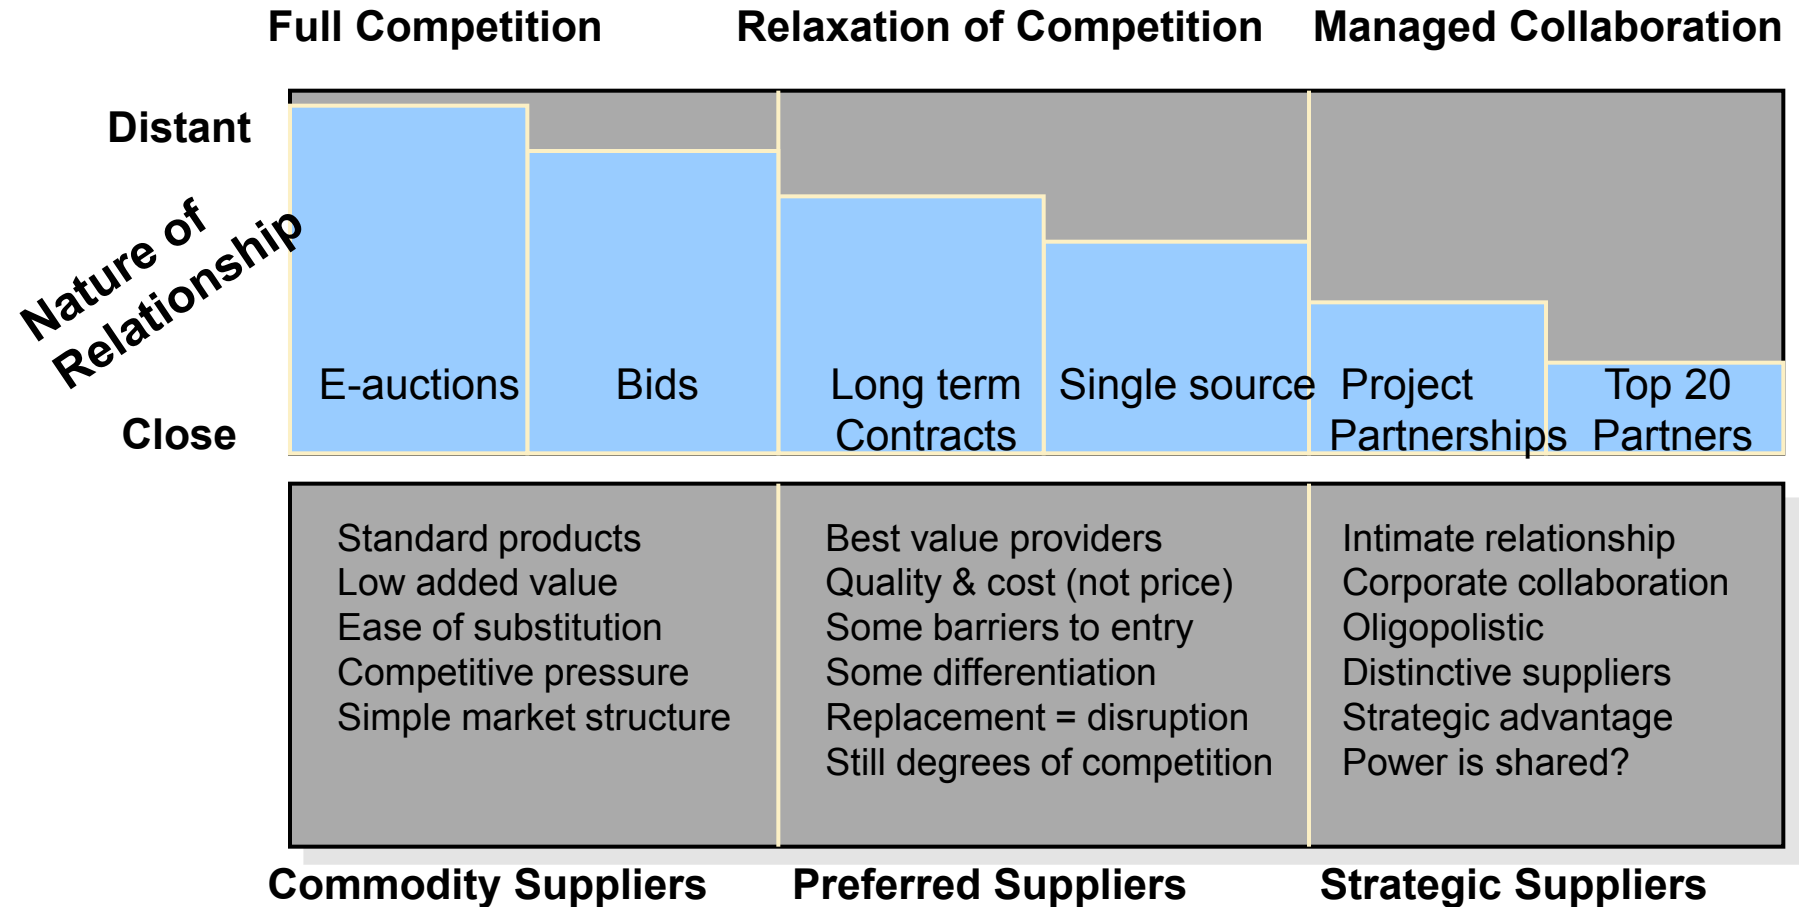 Full Competition
Relaxation of Competition
Managed Collaboration
Distant
Nature of
Relationship
Close
E-auctions
Bids
Long term
Contracts
Single source
Project
Partnerships
Top 20
Partners
Standard products
Low added value
Ease of substitution
Competitive pressure
Simple market structure
Best value providers
Quality & cost (not price)
Some barriers to entry
Some differentiation
Replacement = disruption
Still degrees of competition
Intimate relationship
Corporate collaboration
Oligopolistic
Distinctive suppliers
Strategic advantage
Power is shared?
Commodity Suppliers
Preferred Suppliers
Strategic Suppliers